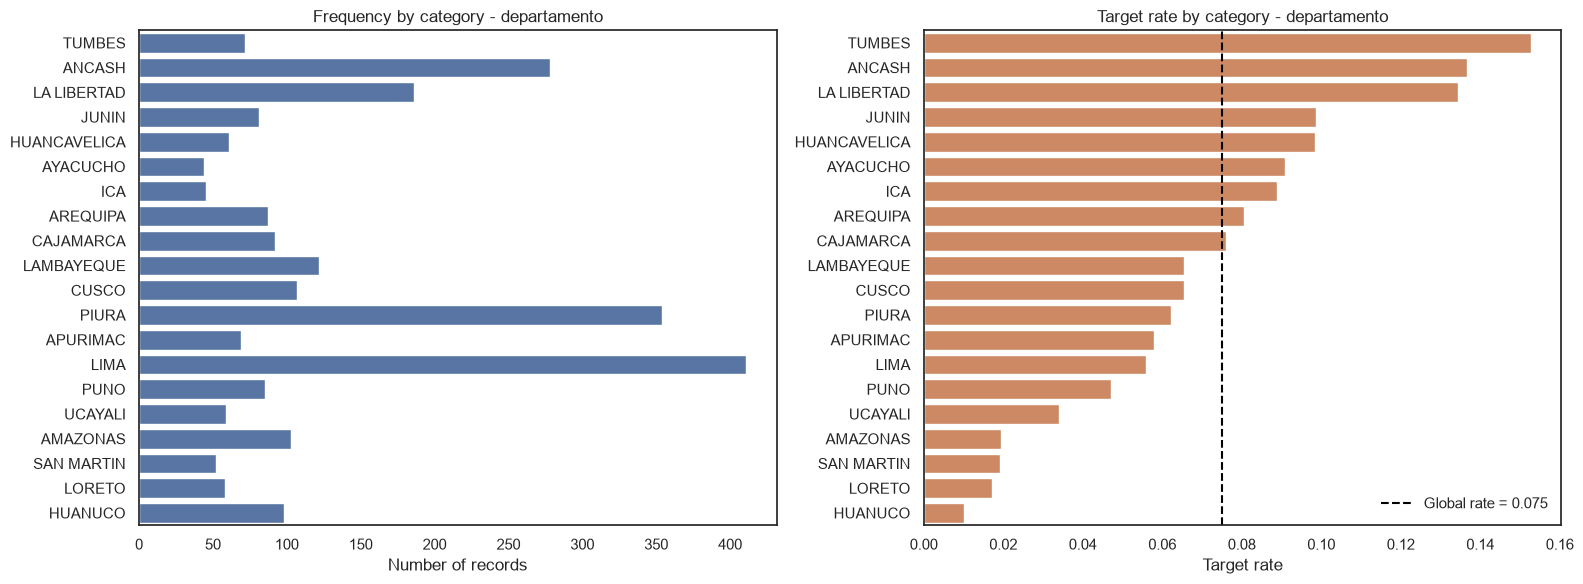 Frequency by category - departamento
TUMBES
ANCASH
LA LIBERTAD
JUNIN
HUANCAVELICA
AYACUCHO
ICA
AREQUIPA
CAJAMARCA
LAMBAYEQUE
CUSCO
PIURA
APURIMAC
LIMA
PUNO
UCAYALI
AMAZONAS
SAN MARTIN
LORETO
HUANUCO
0 50 100 150 200 250 300 350 400
Number of records
Target rate by category - departamento
TUMBES
ANCASH
LA LIBERTAD
JUNIN
HUANCAVELICA
AYACUCHO
ICA
AREQUIPA
CAJAMARCA
LAMBAYEQUE
CUSCO
PIURA
APURIMAC
LIMA
PUNO
UCAYALI
AMAZONAS
SAN MARTIN
LORETO
HUANUCO
Global rate = 0.075
0.00 0.02 0.04 0.06 0.08 0.10 0.12 0.14 0.16
Target rate